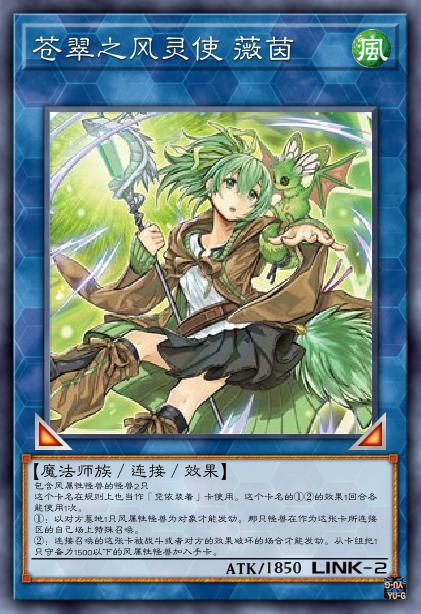 苍翠之风灵使 薇茵
風
【魔法师族／连接／效果】
包含风属性怪兽的怪兽2只
这个卡名在规则上也当作「凭依装着」卡使用。这个卡名的①②的效果1回合各
能使用1次。
①：以对方墓地1只风属性怪兽为对象才能发动。那只怪兽在作为这张卡所连接
区的自己场上特殊召唤。
②：连接召唤的这张卡被战斗或者对方的效果破坏的场合才能发动。从卡组把1
只守备力1500以下的风属性怪兽加入手卡。
ATK/1850 LINK-2